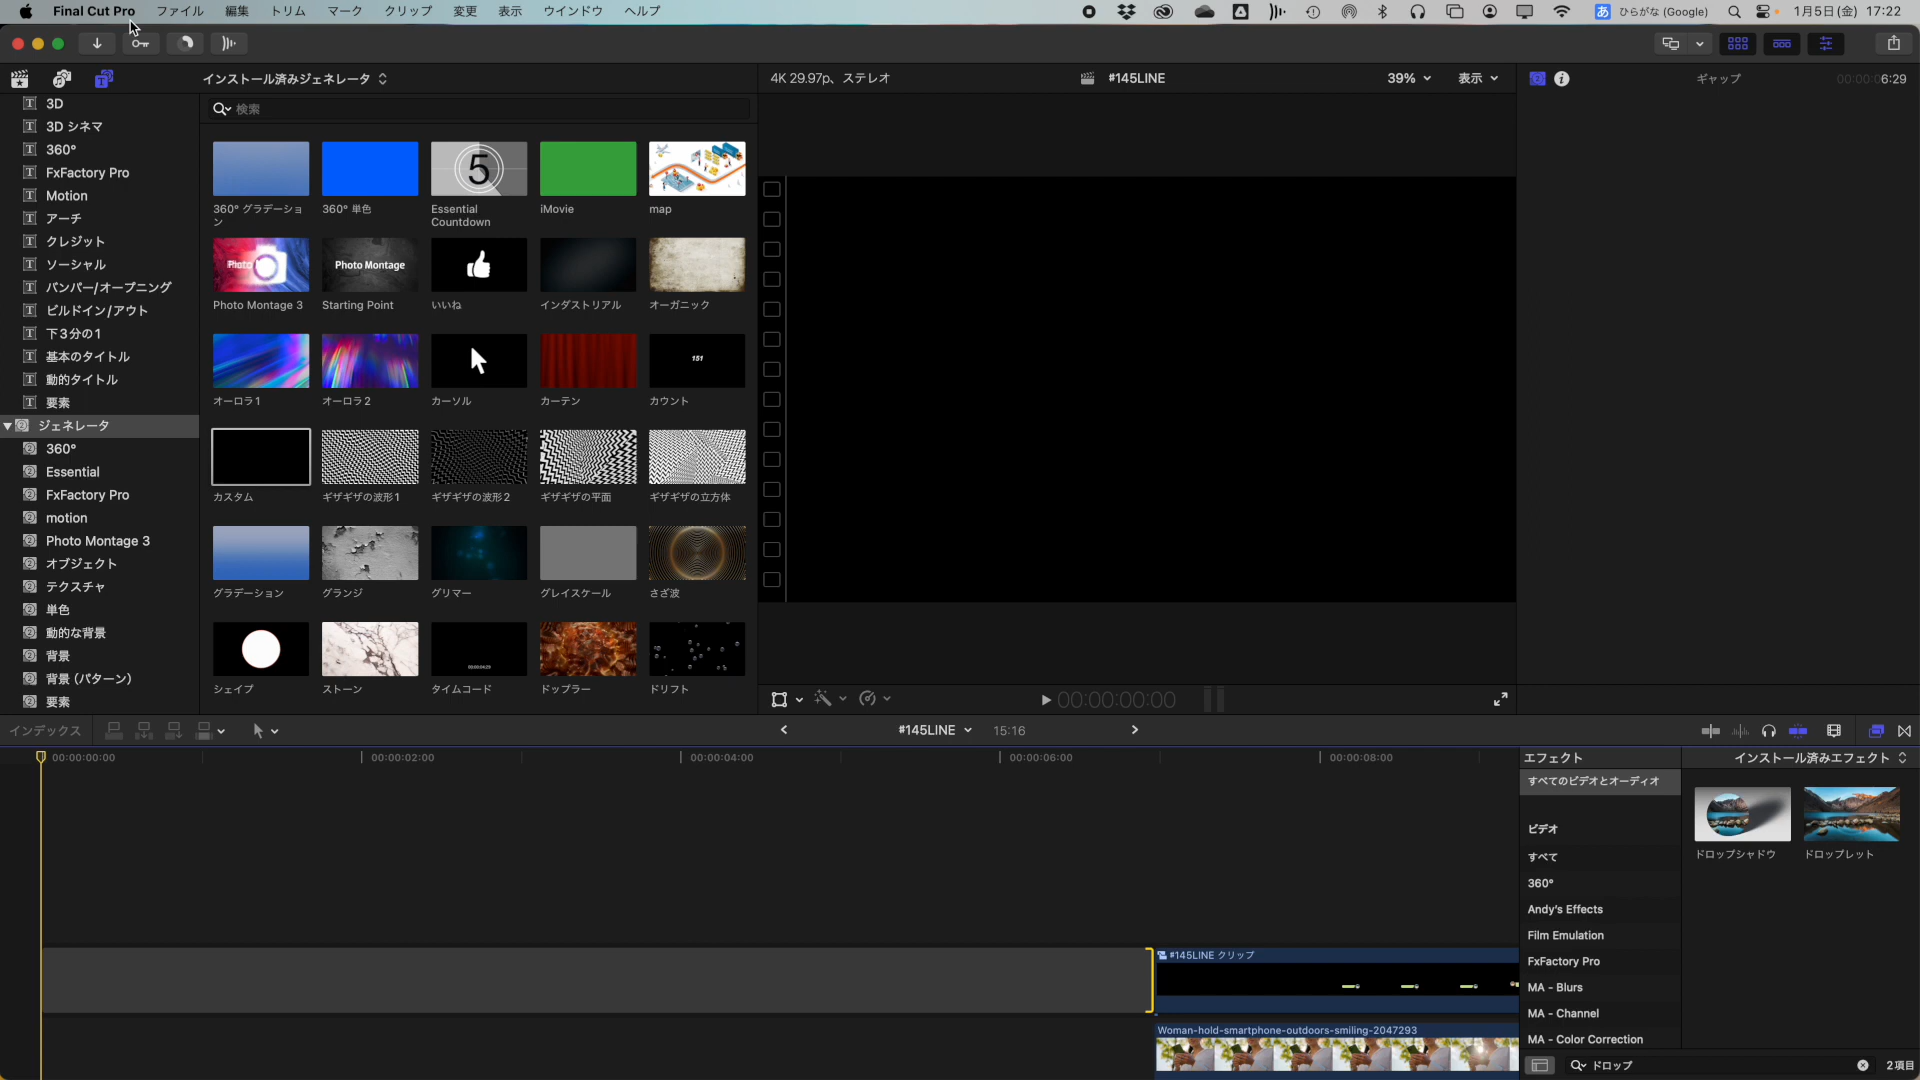 Final Cut Pro ファイル 編集 トリム マーク クリップ 変更 表示 ウインドウ ヘルプ あ ひらがな (Google) 1月5日(金) 17:22
インストール済みジェネレータ
4K 29.97p、ステレオ #145LINE 39% 表示
ギャップ 00:00:06:29
検索
3D
3D シネマ
360°
FxFactory Pro
Motion
アーチ
クレジット
ソーシャル
バンパー/オープニング
ビルドイン/アウト
下3分の1
基本のタイトル
動的タイトル
要素
ジェネレータ
360°
Essential
FxFactory Pro
motion
Photo Montage 3
オブジェクト
テクスチャ
単色
動的な背景
背景
背景 (パターン)
要素
5
360° グラデーション
360° 単色
Essential Countdown
iMovie
map
Photo Montage
Photo Montage 3
Starting Point
いいね
インダストリアル
オーガニック
151
オーロラ 1
オーロラ 2
カーソル
カーテン
カウント
カスタム
ギザギザの波形1
ギザギザの波形2
ギザギザの平面
ギザギザの立方体
グラデーション
グランジ
グリマー
グレイスケール
さざ波
00:00:04:29
シェイプ
ストーン
タイムコード
ドップラー
ドリフト
00:00:00:00
インデックス
#145LINE 15:16
00:00:00:00 00:00:02:00 00:00:04:00 00:00:06:00 00:00:08:00
#145LINE クリップ
Woman-hold-smartphone-outdoors-smiling-2047293
エフェクト
インストール済みエフェクト
すべてのビデオとオーディオ
ビデオ
すべて
360°
Andy's Effects
Film Emulation
FxFactory Pro
MA - Blurs
MA - Channel
MA - Color Correction
ドロップシャドウ
ドロップレット
ドロップ
2項目